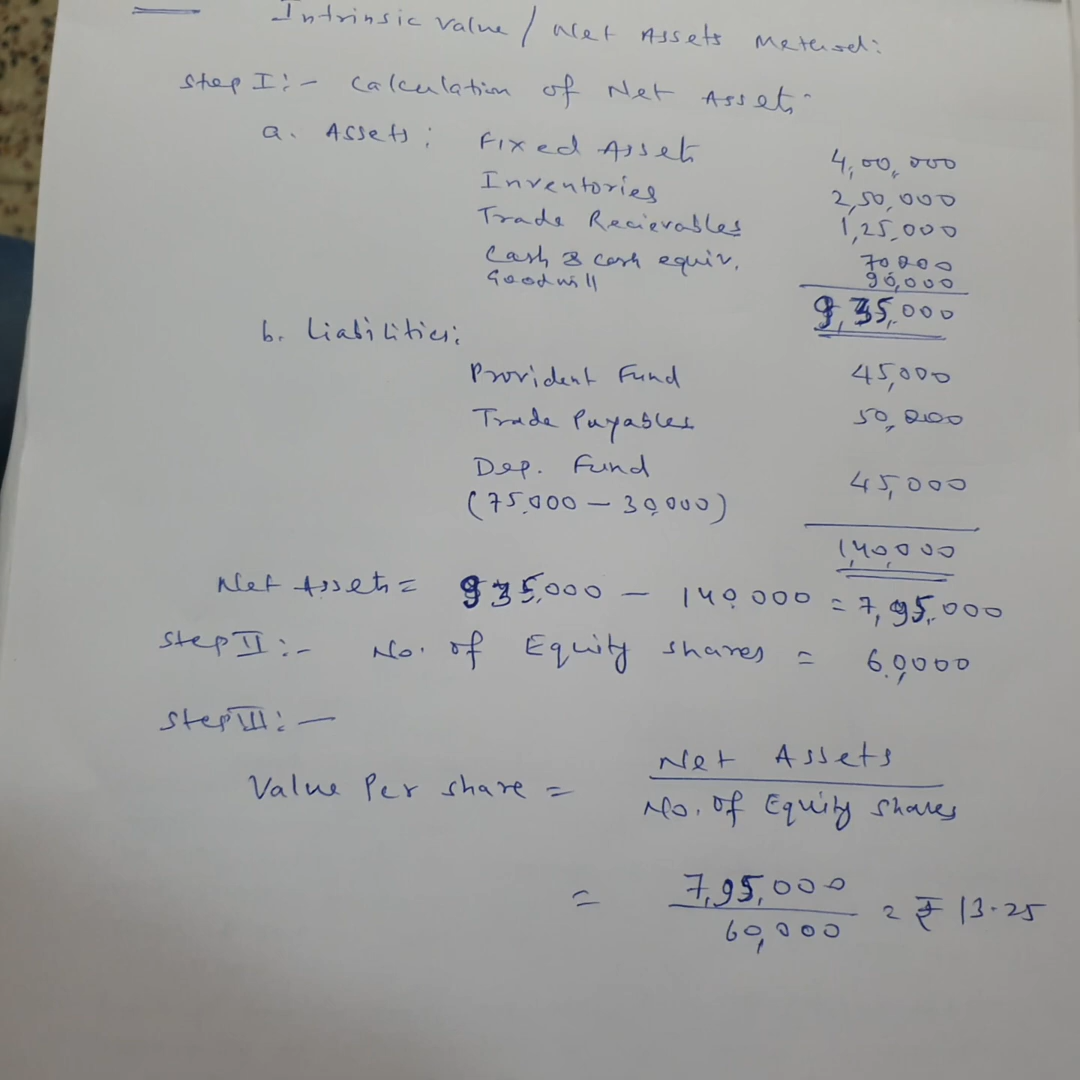 Intrinsic value / Net Assets Method:
Step I:- Calculation of Net Assets
a. Assets: Fixed Assets 4,00,000
Inventories 2,50,000
Trade Recievables 1,25,000
Cash & cash equiv. 70000
Goodwill 90,000
9,35,000
b. Liabilities:
Provident Fund 45,000
Trade Payables 50,000
Dep. Fund 45,000
(75,000 - 30,000)
1,40,000
Net Assets = 935,000 - 140,000 = 7,95,000
Step II:- No. of Equity shares = 60,000
Step III:-
Value Per share = Net Assets
No. of Equity shares
= 7,95,000 = ₹ 13.25
60,000